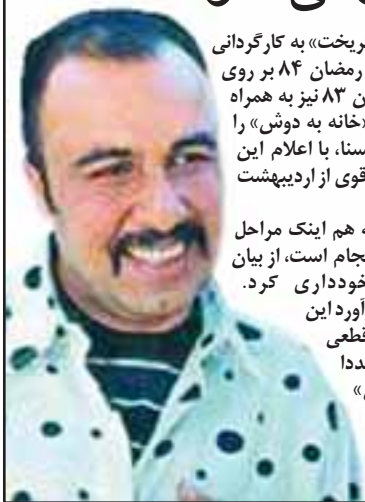 ریخت» به کارگردانی
رمضان ۸۴ بر روی
ن ۸۳ نیز به همراه
«خانه به دوش» را
سنا، با اعلام این
قوی از اردیبهشت
ه هم اینک مراحل
نجام است، از بیان
خودداری کرد.
آورد این
قطعی
ددا
»